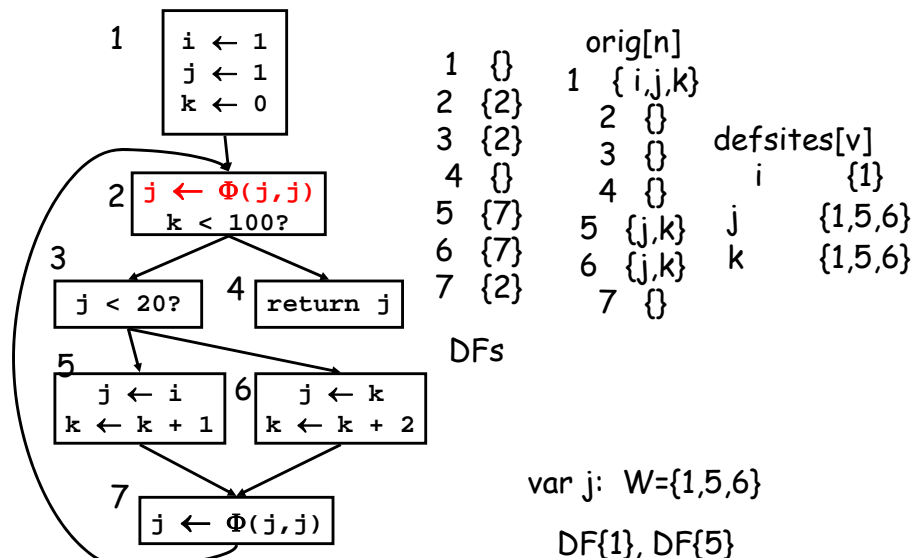 1
i ← 1
j ← 1
k ← 0
2
j ← Φ(j,j)
k < 100?
3
j < 20?
4
return j
5
j ← i
k ← k + 1
6
j ← k
k ← k + 2
7
j ← Φ(j,j)
1 {}
2 {2}
3 {2}
4 {}
5 {7}
6 {7}
7 {2}
DFs
orig[n]
1 { i,j,k}
2 {}
3 {}
4 {}
5 {j,k}
6 {j,k}
7 {}
defsites[v]
i {1}
j {1,5,6}
k {1,5,6}
var j: W={1,5,6}
DF{1}, DF{5}